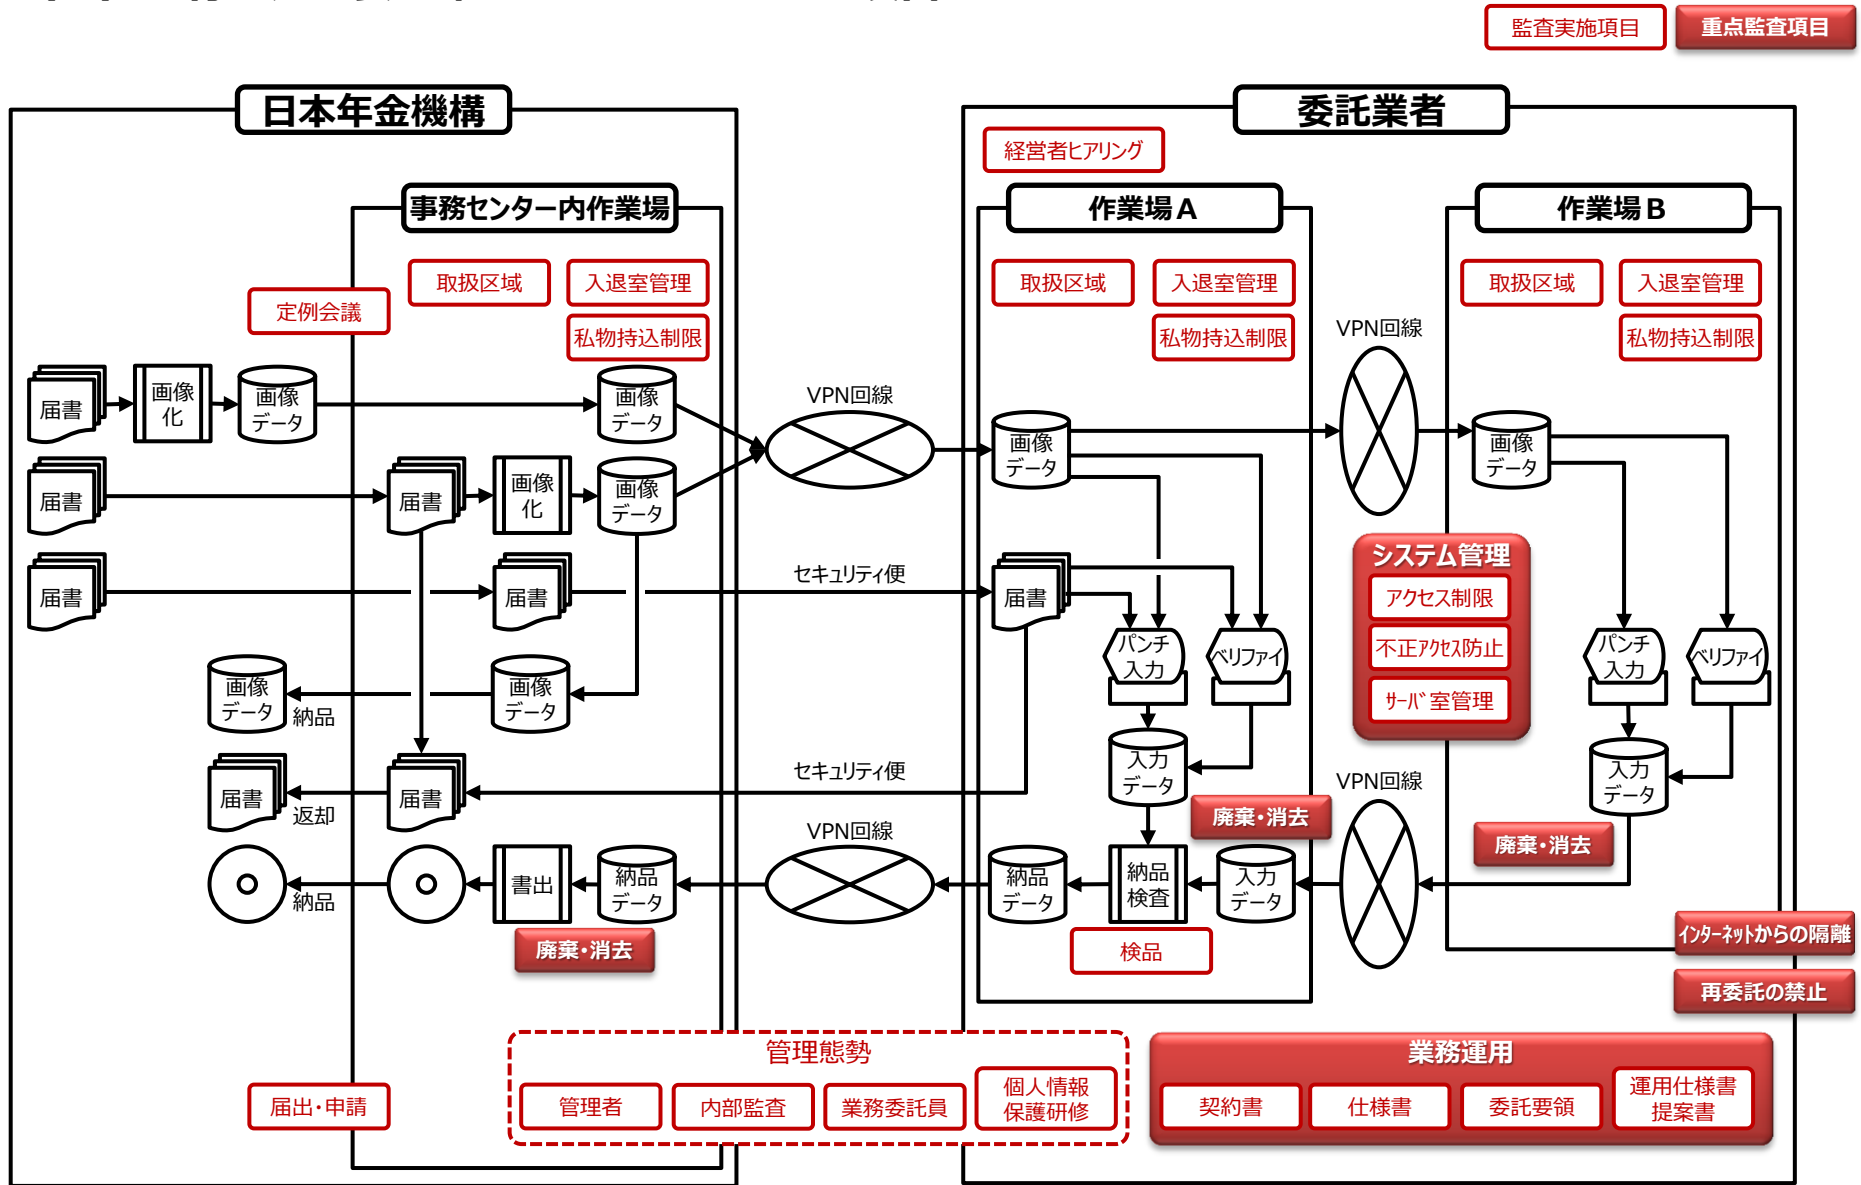 監査実施項目
重点監査項目
日本年金機構
委託業者
経営者ヒアリング
事務センター内作業場
作業場A
作業場B
取扱区域
入退室管理
定例会議
私物持込制限
取扱区域
入退室管理
私物持込制限
取扱区域
入退室管理
私物持込制限
VPN回線
届書
画像
化
画像
データ
画像
データ
VPN回線
画像
データ
画像
データ
届書
届書
画像
化
画像
データ
届書
届書
セキュリティ便
届書
システム管理
アクセス制限
不正アクセス防止
サーバ室管理
パンチ
入力
ベリファイ
パンチ
入力
ベリファイ
画像
データ
納品
画像
データ
届書
返却
届書
セキュリティ便
入力
データ
VPN回線
入力
データ
廃棄・消去
廃棄・消去
納品
書出
納品
データ
VPN回線
納品
データ
納品
検査
入力
データ
廃棄・消去
検品
インターネットからの隔離
再委託の禁止
管理態勢
管理者
内部監査
業務委託員
個人情報
保護研修
業務運用
契約書
仕様書
委託要領
運用仕様書
提案書
届出・申請